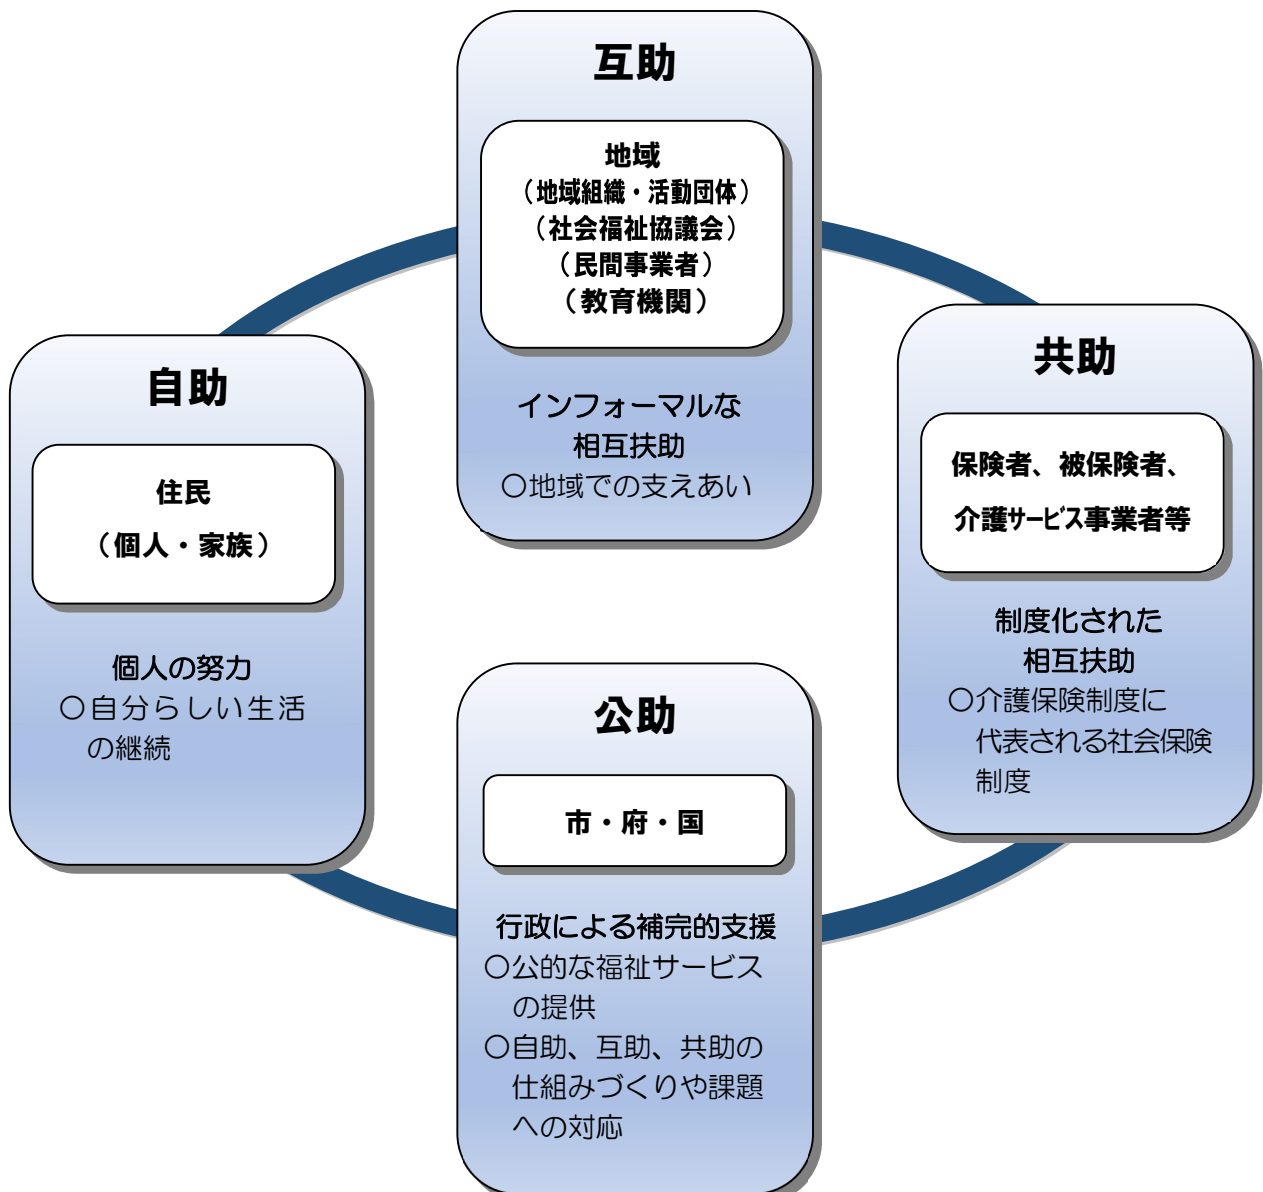 互助
地域
（地域組織・活動団体）
（社会福祉協議会）
（民間事業者）
（教育機関）
インフォーマルな
相互扶助
○地域での支えあい
自助
住民
（個人・家族）
個人の努力
○自分らしい生活
の継続
共助
保険者、被保険者、
介護サービス事業者等
制度化された
相互扶助
○介護保険制度に
代表される社会保険
制度
公助
市・府・国
行政による補完的支援
○公的な福祉サービス
の提供
○自助、互助、共助の
仕組みづくりや課題
への対応